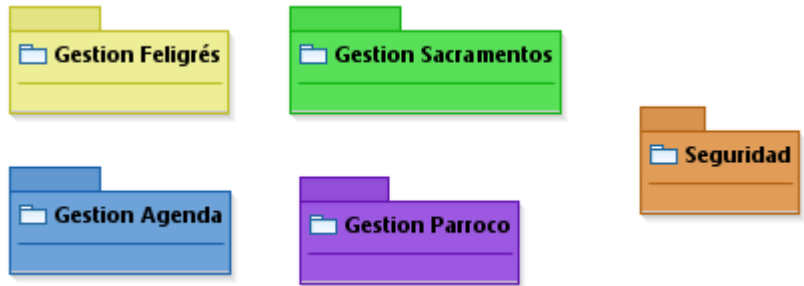 Gestion Feligrés
Gestion Sacramentos
Seguridad
Gestion Agenda
Gestion Parroco